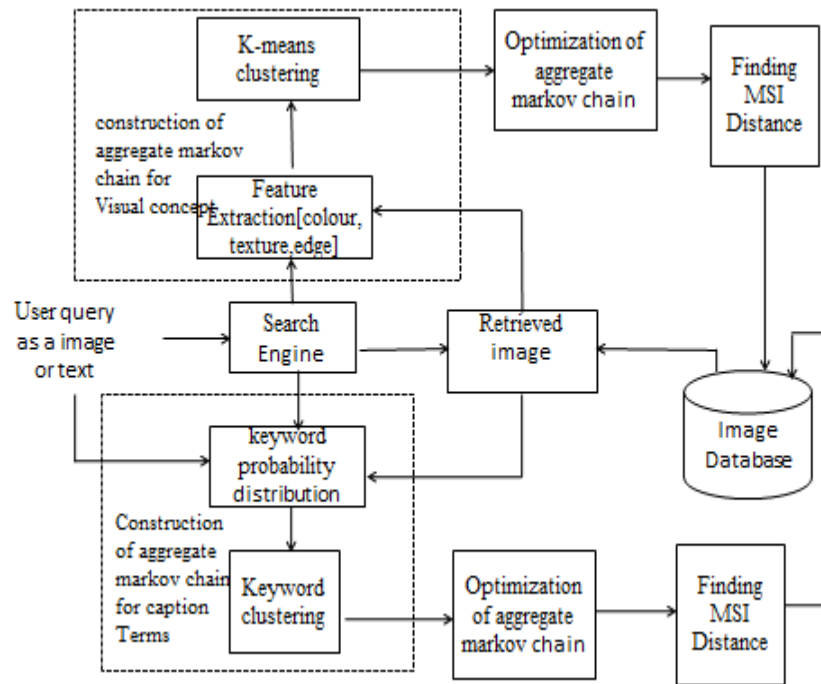 K-means
clustering
Optimization of
aggregate
markov chain
Finding
MSI
Distance
construction of
aggregate markov
chain for
Visual concept
Feature
Extraction[colour,
texture,edge]
User query
as a image
or text
Search
Engine
Retrieved
image
Image
Database
keyword
probability
distribution
Construction
of aggregate
markov chain
for caption
Terms
Keyword
clustering
Optimization
of aggregate
markov chain
Finding
MSI
Distance